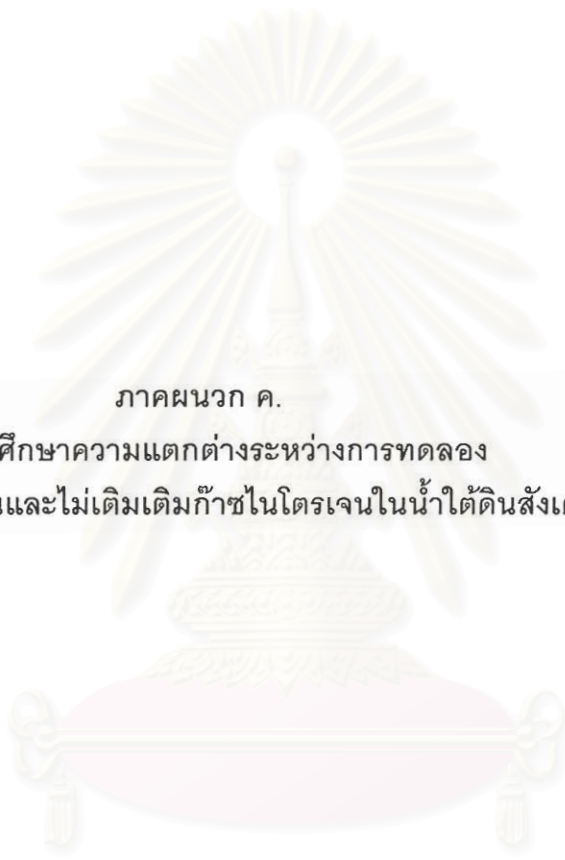 ภาคผนวก ค.
ศึกษาความแตกต่างระหว่างการทดลอง
และไม่เติมเติมก๊าซไนโตรเจนในน้ำใต้ดิน